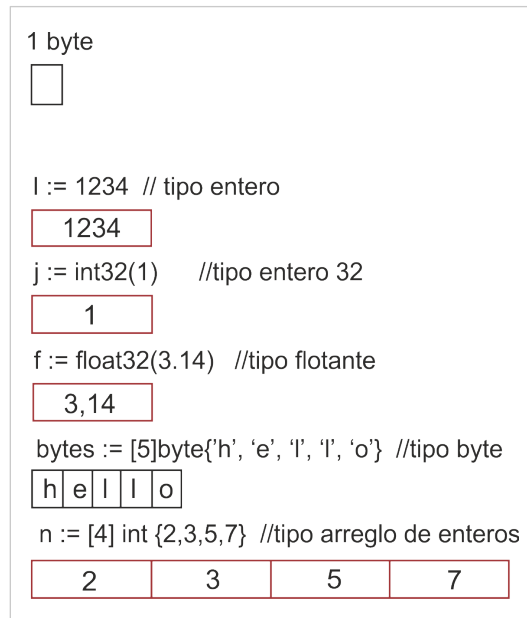 1 byte
I := 1234 // tipo entero
1234
j := int32(1) //tipo entero 32
1
f := float32(3.14) //tipo flotante
3,14
bytes := [5]byte{’h’, ‘e’, ‘l’, ‘l’, ‘o’} //tipo byte
h e l l o
n := [4] int {2,3,5,7} //tipo arreglo de enteros
2 3 5 7